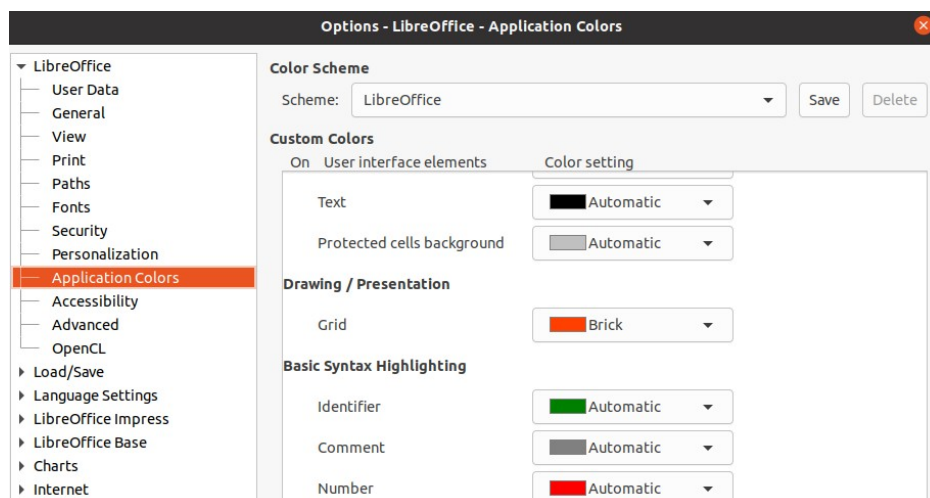 Options - LibreOffice - Application Colors
LibreOffice
User Data
General
View
Print
Paths
Fonts
Security
Personalization
Application Colors
Accessibility
Advanced
OpenCL
Load/Save
Language Settings
LibreOffice Impress
LibreOffice Base
Charts
Internet
Color Scheme
Scheme: LibreOffice Save Delete
Custom Colors
On User interface elements Color setting
Text Automatic
Protected cells background Automatic
Drawing / Presentation
Grid Brick
Basic Syntax Highlighting
Identifier Automatic
Comment Automatic
Number Automatic